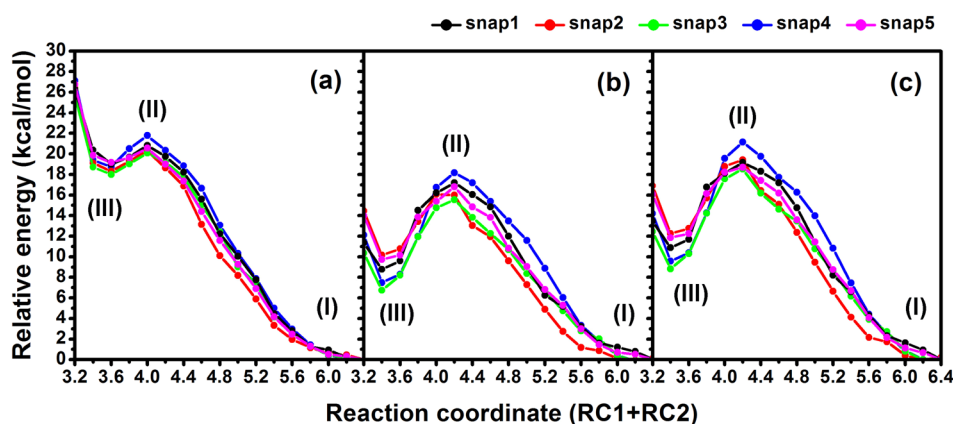 snap1 snap2 snap3 snap4 snap5
30
28
26
24
22
20
18
16
14
12
10
8
6
4
2
0
Relative energy (kcal/mol)
(a) (b) (c)
(II) (II) (II)
(III) (III) (III)
(I) (I) (I)
3.2 3.6 4.0 4.4 4.8 5.2 5.6 6.0 3.2 3.6 4.0 4.4 4.8 5.2 5.6 6.0 3.2 3.6 4.0 4.4 4.8 5.2 5.6 6.0 6.4
Reaction coordinate (RC1+RC2)